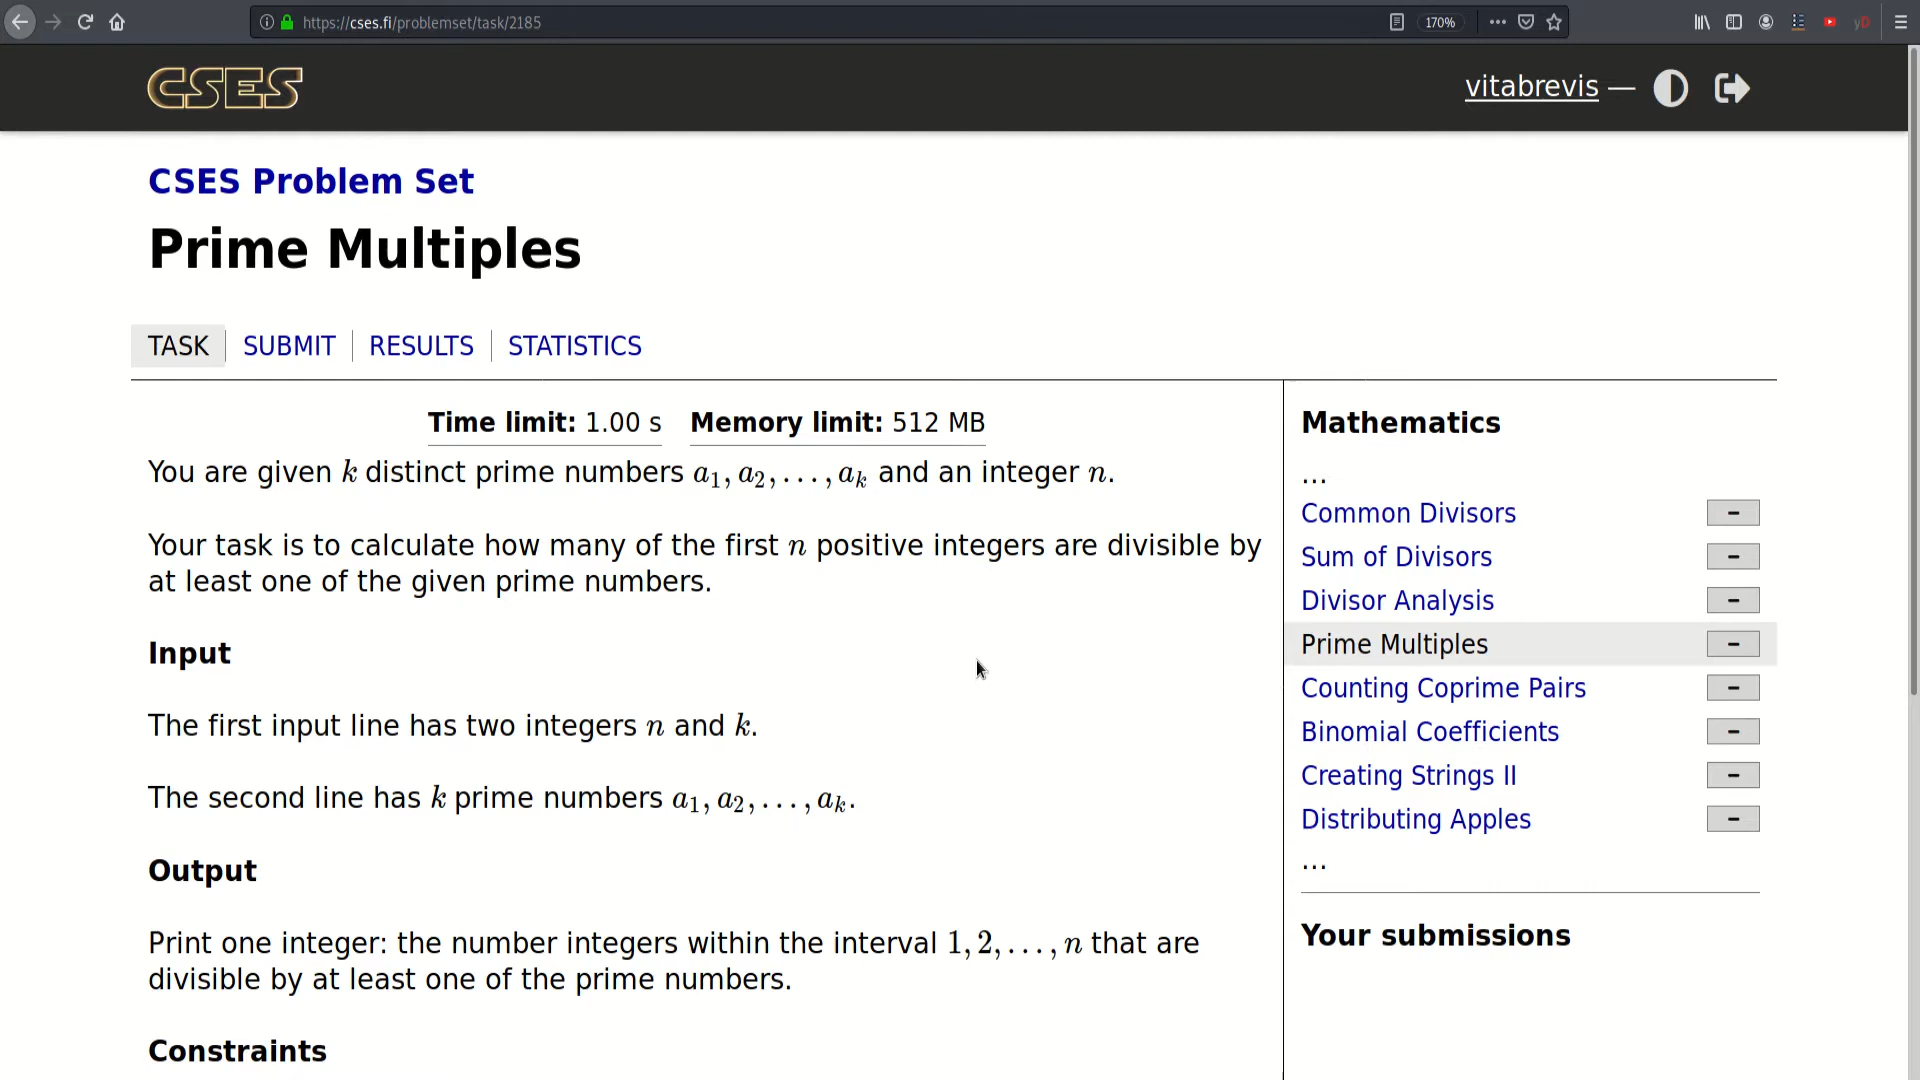 https://cses.fi/problemset/task/2185
170%
CSES
vitabrevis —
CSES Problem Set
Prime Multiples
TASK
SUBMIT
RESULTS
STATISTICS
Time limit: 1.00 s Memory limit: 512 MB
You are given k distinct prime numbers a₁, a₂, . . . , aₖ and an integer n.
Your task is to calculate how many of the first n positive integers are divisible by
at least one of the given prime numbers.
Input
The first input line has two integers n and k.
The second line has k prime numbers a₁, a₂, . . . , aₖ.
Output
Print one integer: the number integers within the interval 1, 2, . . . , n that are
divisible by at least one of the prime numbers.
Constraints
Mathematics
...
Common Divisors –
Sum of Divisors –
Divisor Analysis –
Prime Multiples –
Counting Coprime Pairs –
Binomial Coefficients –
Creating Strings II –
Distributing Apples –
...
Your submissions